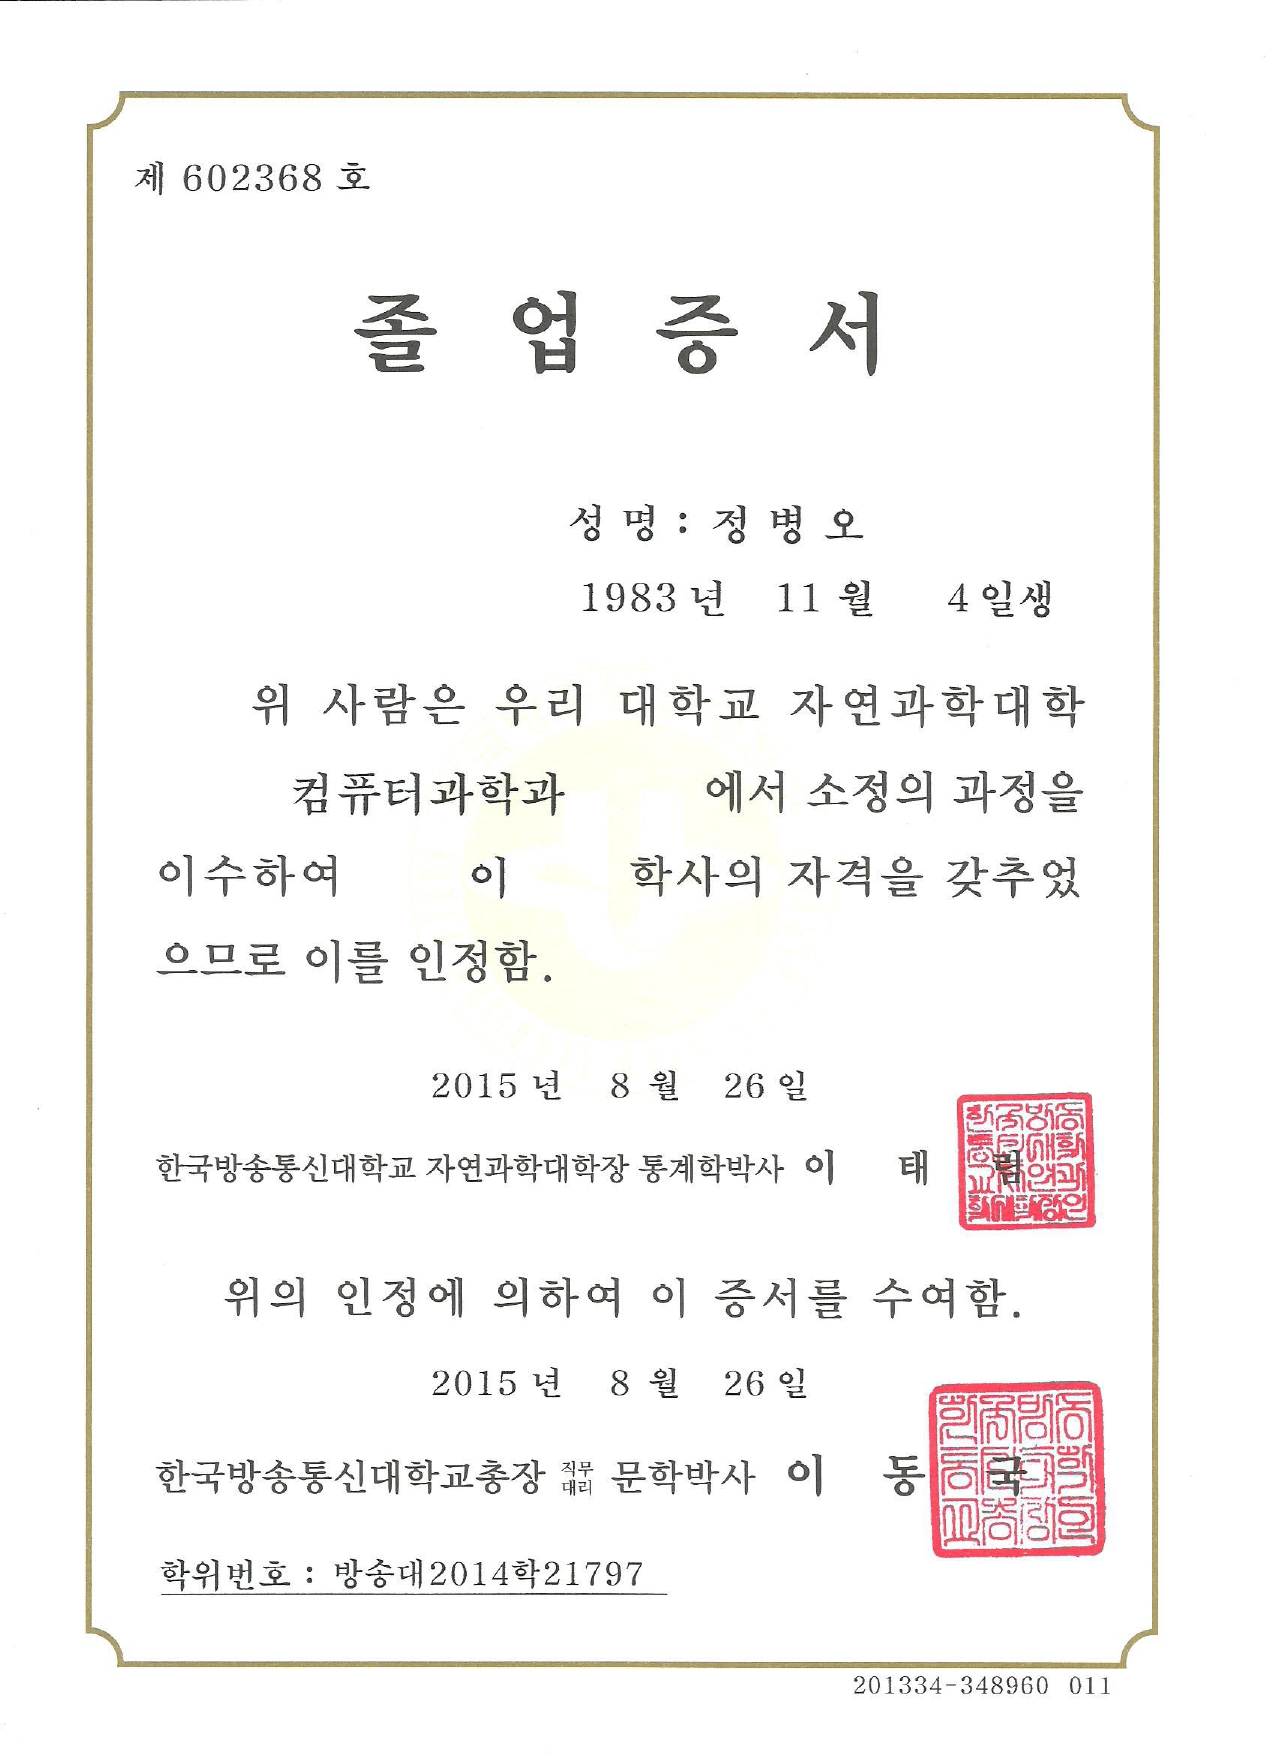 제 602368 호
졸 업 증 서
성 명 : 정 병 오
1983 년 11 월 4 일생
위 사람은 우리 대학교 자연과학대학
컴퓨터과학과 에서 소정의 과정을
이수하여 이 학사의 자격을 갖추었
으므로 이를 인정함.
2015 년 8 월 26 일
한국방송통신대학교 자연과학대학장 통계학박사 이 태 림
위의 인정에 의하여 이 증서를 수여함.
2015 년 8 월 26 일
한국방송통신대학교총장 직무대리 문학박사 이 동 국
학위번호 : 방송대2014학21797
201334-348960 011